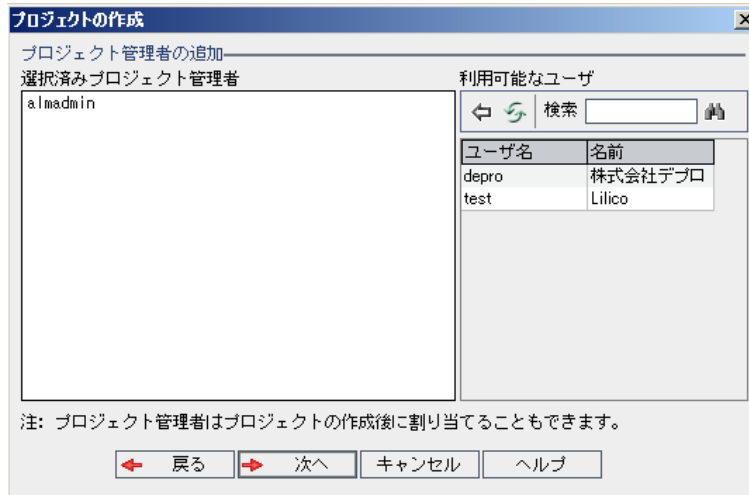 プロジェクトの作成
プロジェクト管理者の追加
選択済みプロジェクト管理者
利用可能なユーザ
almadmin
検索
ユーザ名 名前
depro 株式会社デプロ
test Lilico
注: プロジェクト管理者はプロジェクトの作成後に割り当てることもできます。
戻る 次へ キャンセル ヘルプ